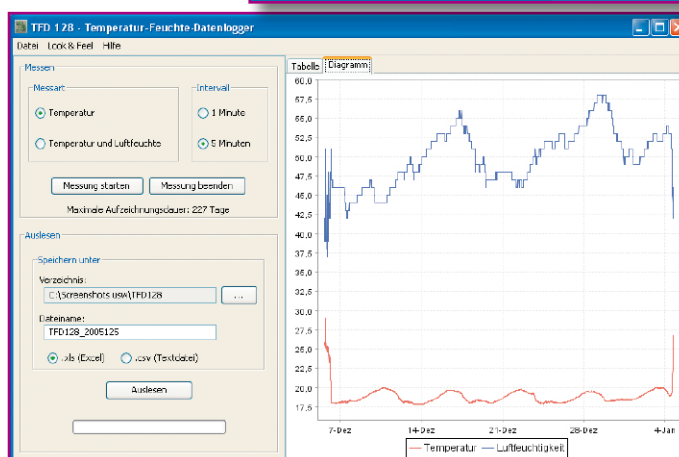 TFD 128 - Temperatur-Feuchte-Datenlogger
Datei Look & Feel Hilfe
Messen
Messart
Intervall
Temperatur
1 Minute
Temperatur und Luftfeuchte
5 Minuten
Messung starten
Messung beenden
Maximale Aufzeichnungsdauer: 227 Tage
Auslesen
Speichern unter
Verzeichnis:
C:\Screenshots usw\TFD128
...
Dateiname:
TFD128_2005125
.xls (Excel)
.csv (Textdatei)
Auslesen
Tabelle
Diagramm
60,0
57,5
55,0
52,5
50,0
47,5
45,0
42,5
40,0
37,5
35,0
32,5
30,0
27,5
25,0
22,5
20,0
17,5
7-Dez
14-Dez
21-Dez
28-Dez
4-Jan
Temperatur
Luftfeuchtigkeit